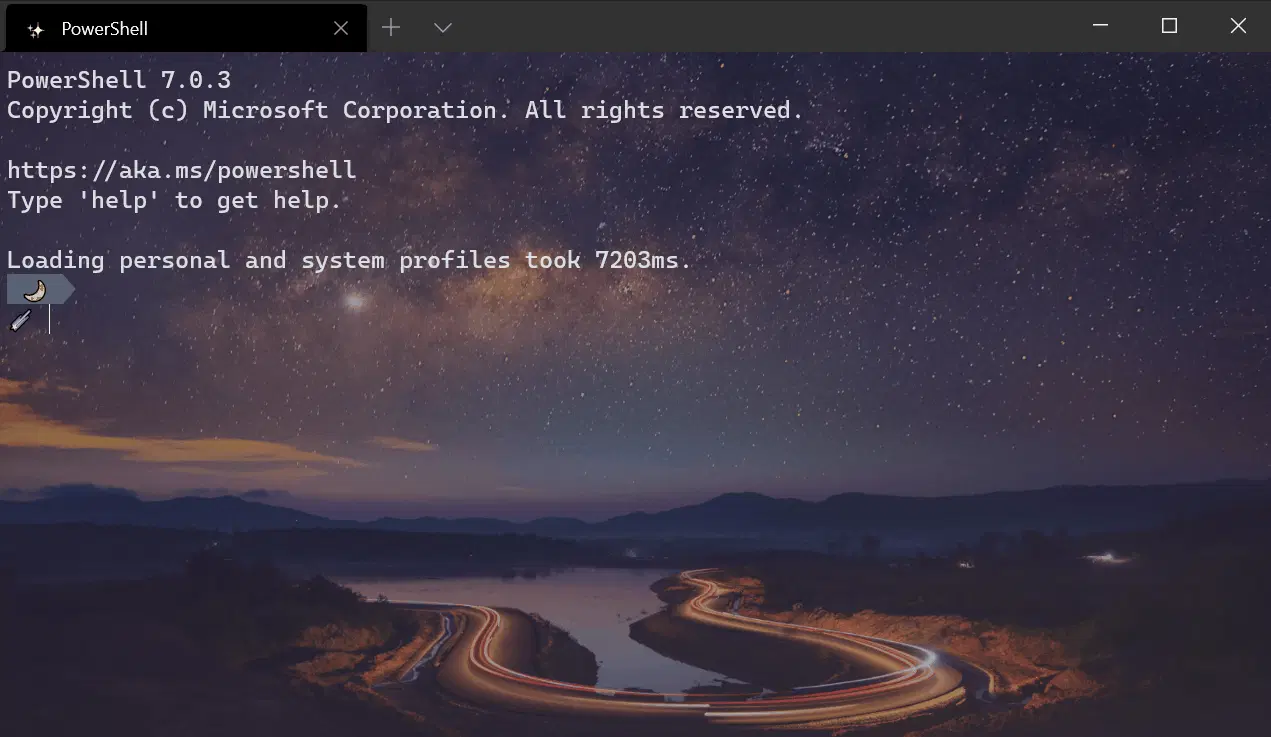 PowerShell
PowerShell 7.0.3
Copyright (c) Microsoft Corporation. All rights reserved.
https://aka.ms/powershell
Type 'help' to get help.
Loading personal and system profiles took 7203ms.